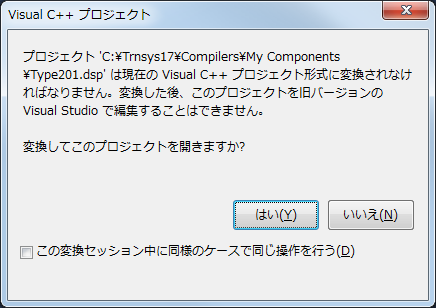 Visual C++ プロジェクト
プロジェクト 'C:¥Trnsys17¥Compilers¥My Components
¥Type201.dsp' は現在の Visual C++ プロジェクト形式に変換されなけ
ればなりません。変換した後、このプロジェクトを旧バージョンの
Visual Studio で編集することはできません。
変換してこのプロジェクトを開きますか?
はい(Y)
いいえ(N)
この変換セッション中に同様のケースで同じ操作を行う(D)